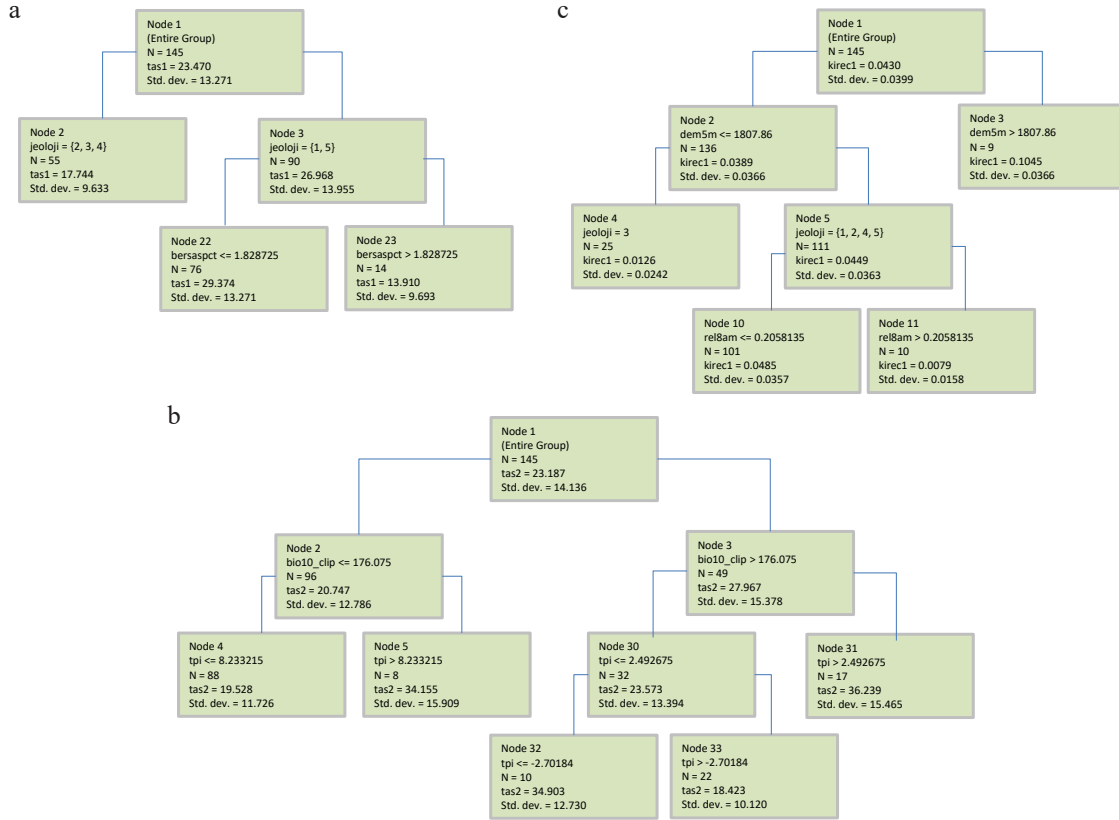 a
Node 1
(Entire Group)
N = 145
tas1 = 23.470
Std. dev. = 13.271
Node 2
jeoloji = {2, 3, 4}
N = 55
tas1 = 17.744
Std. dev. = 9.633
Node 3
jeoloji = {1, 5}
N = 90
tas1 = 26.968
Std. dev. = 13.955
Node 22
bersaspct <= 1.828725
N = 76
tas1 = 29.374
Std. dev. = 13.271
Node 23
bersaspct > 1.828725
N = 14
tas1 = 13.910
Std. dev. = 9.693
c
Node 1
(Entire Group)
N = 145
kirec1 = 0.0430
Std. dev. = 0.0399
Node 2
dem5m <= 1807.86
N = 136
kirec1 = 0.0389
Std. dev. = 0.0366
Node 3
dem5m > 1807.86
N = 9
kirec1 = 0.1045
Std. dev. = 0.0366
Node 4
jeoloji = 3
N = 25
kirec1 = 0.0126
Std. dev. = 0.0242
Node 5
jeoloji = {1, 2, 4, 5}
N= 111
kirec1 = 0.0449
Std. dev. = 0.0363
Node 10
rel8am <= 0.2058135
N = 101
kirec1 = 0.0485
Std. dev. = 0.0357
Node 11
rel8am > 0.2058135
N = 10
kirec1 = 0.0079
Std. dev. = 0.0158
b
Node 1
(Entire Group)
N = 145
tas2 = 23.187
Std. dev. = 14.136
Node 2
bio10_clip <= 176.075
N = 96
tas2 = 20.747
Std. dev. = 12.786
Node 3
bio10_clip > 176.075
N = 49
tas2 = 27.967
Std. dev. = 15.378
Node 4
tpi <= 8.233215
N = 88
tas2 = 19.528
Std. dev. = 11.726
Node 5
tpi > 8.233215
N = 8
tas2 = 34.155
Std. dev. = 15.909
Node 30
tpi <= 2.492675
N = 32
tas2 = 23.573
Std. dev. = 13.394
Node 31
tpi > 2.492675
N = 17
tas2 = 36.239
Std. dev. = 15.465
Node 32
tpi <= -2.70184
N = 10
tas2 = 34.903
Std. dev. = 12.730
Node 33
tpi > -2.70184
N = 22
tas2 = 18.423
Std. dev. = 10.120